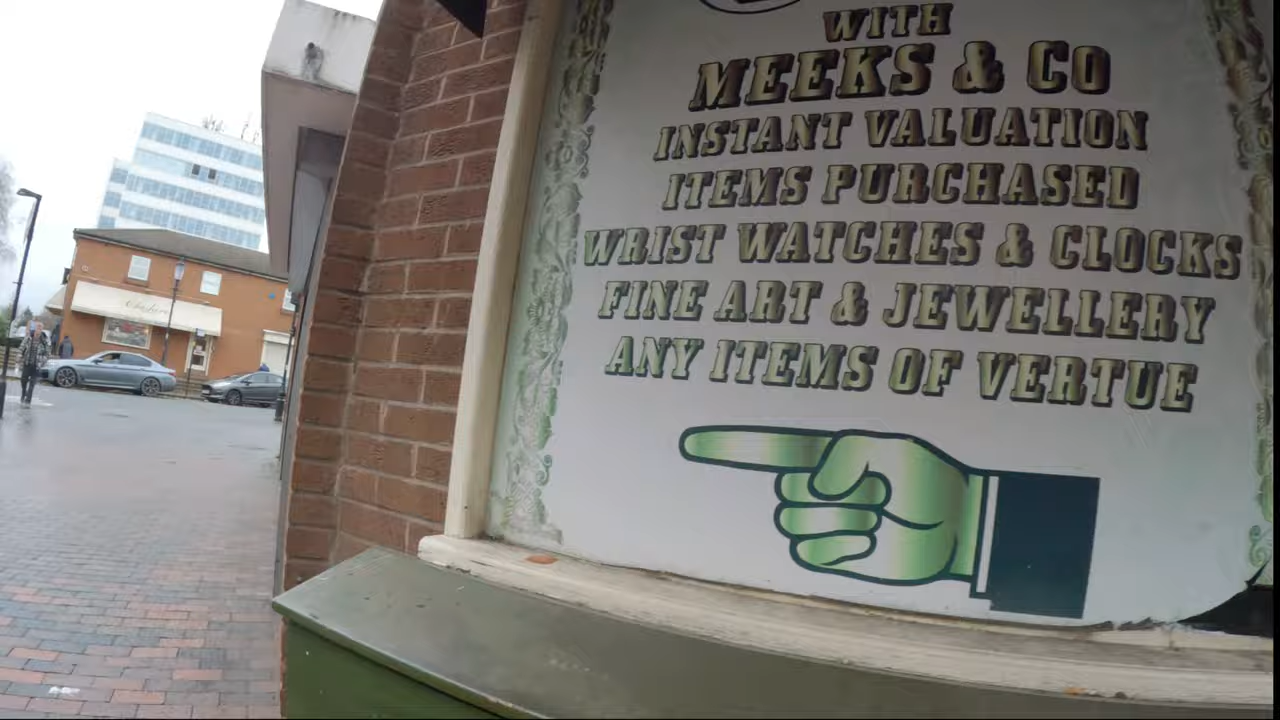 WITH
MEEKS & CO
INSTANT VALUATION
ITEMS PURCHASED
WRIST WATCHES & CLOCKS
FINE ART & JEWELLERY
ANY ITEMS OF VERTUE